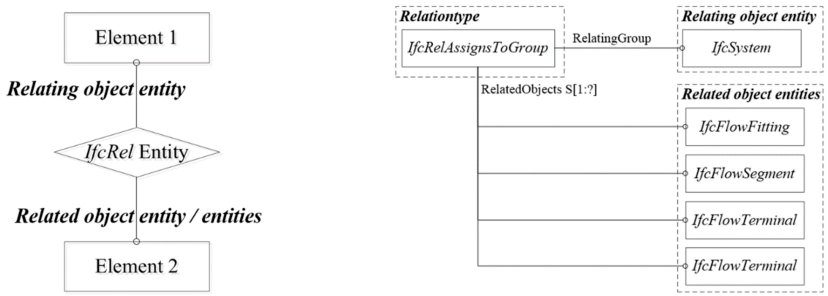 Element 1
Relating object entity
IfcRel Entity
Related object entity / entities
Element 2
Relationtype
IfcRelAssignsToGroup
RelatingGroup
RelatedObjects S[1:?]
Relating object entity
IfcSystem
Related object entities
IfcFlowFitting
IfcFlowSegment
IfcFlowTerminal
IfcFlowTerminal